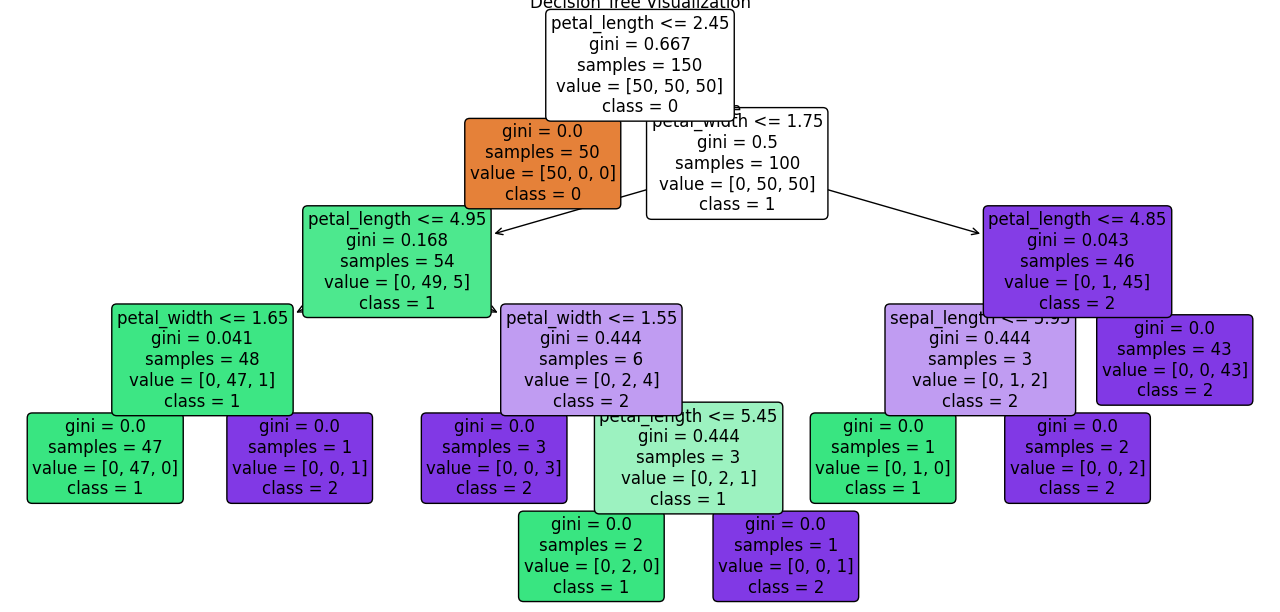 Decision Tree Visualization
petal_length <= 2.45
gini = 0.667
samples = 150
value = [50, 50, 50]
class = 0
gini = 0.0
samples = 50
value = [50, 0, 0]
class = 0
petal_width <= 1.75
gini = 0.5
samples = 100
value = [0, 50, 50]
class = 1
petal_length <= 4.95
gini = 0.168
samples = 54
value = [0, 49, 5]
class = 1
petal_length <= 4.85
gini = 0.043
samples = 46
value = [0, 1, 45]
class = 2
petal_width <= 1.65
gini = 0.041
samples = 48
value = [0, 47, 1]
class = 1
petal_width <= 1.55
gini = 0.444
samples = 6
value = [0, 2, 4]
class = 2
sepal_length <= 5.95
gini = 0.444
samples = 3
value = [0, 1, 2]
class = 2
gini = 0.0
samples = 43
value = [0, 0, 43]
class = 2
gini = 0.0
samples = 47
value = [0, 47, 0]
class = 1
gini = 0.0
samples = 1
value = [0, 0, 1]
class = 2
gini = 0.0
samples = 3
value = [0, 0, 3]
class = 2
petal_length <= 5.45
gini = 0.444
samples = 3
value = [0, 2, 1]
class = 1
gini = 0.0
samples = 1
value = [0, 1, 0]
class = 1
gini = 0.0
samples = 2
value = [0, 0, 2]
class = 2
gini = 0.0
samples = 2
value = [0, 2, 0]
class = 1
gini = 0.0
samples = 1
value = [0, 0, 1]
class = 2